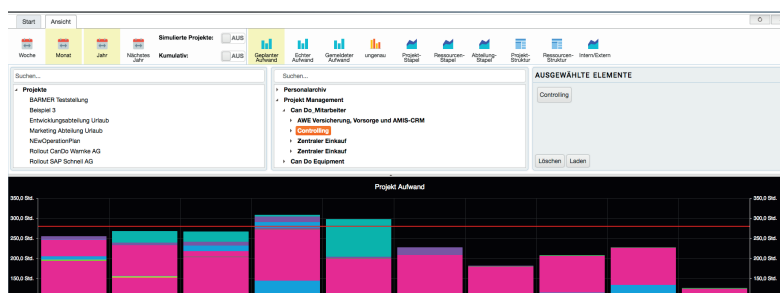 Start Ansicht
Simulierte Projekte: AUS
Kumulativ: AUS
Woche Monat Jahr Nächstes Jahr
Geplanter Aufwand Echter Aufwand Gemeldeter Aufwand ungenau Projekt-Stapel Ressourcen-Stapel Abteilung-Stapel Projekt-Struktur Ressourcen-Struktur Intern/Extern
Suchen...
Projekte
BARMER Teststellung
Beispiel 3
Entwicklungsabteilung Urlaub
Marketing Abteilung Urlaub
NEwOperationPlan
Rollout CanDo Warnke AG
Rollout SAP Schnell AG
Suchen...
Personalarchiv
Projekt Management
Can Do_Mitarbeiter
AWE Versicherung, Vorsorge und AMIS-CRM
Controlling
Zentraler Einkauf
Zentraler Einkauf
Can Do Equipment
AUSGEWÄHLTE ELEMENTE
Controlling
Löschen Laden
Projekt Aufwand
350,0 Std. 350,0 Std.
300,0 Std. 300,0 Std.
250,0 Std. 250,0 Std.
200,0 Std. 200,0 Std.
150,0 Std. 150,0 Std.